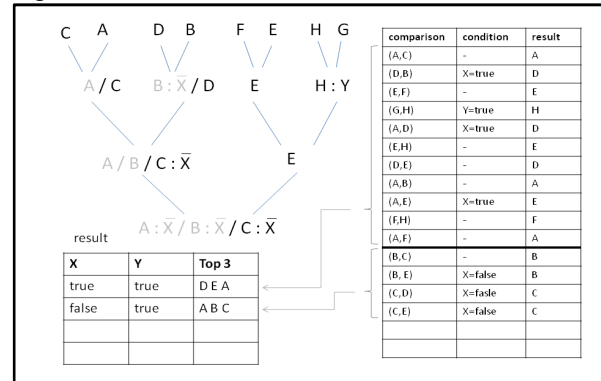 C A D B F E H G
A / C B : X̅ / D E H : Y
A / B / C : X̅ E
A : X̅ / B : X̅ / C : X̅
result
X Y Top 3
true true D E A
false true A B C
comparison condition result
(A,C) - A
(D,B) X=true D
(E,F) - E
(G,H) Y=true H
(A,D) X=true D
(E,H) - E
(D,E) - D
(A,B) - A
(A,E) X=true E
(F,H) - F
(A,F) - A
(B,C) - B
(B, E) X=false B
(C,D) X=fasle C
(C,E) X=false C